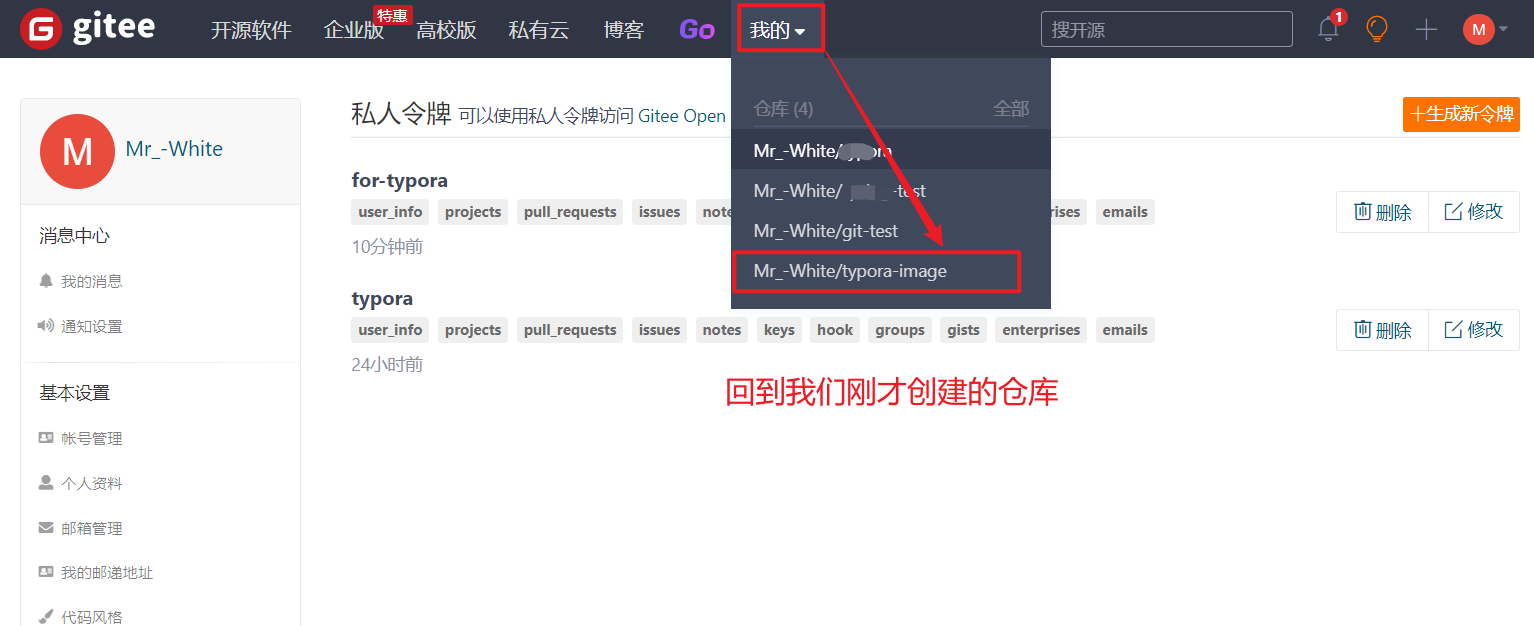 gitee 开源软件 企业版 特惠 高校版 私有云 博客 Go 我的 搜开源 1 M
仓库 (4) 全部
Mr_-White/
Mr_-White/ -test
Mr_-White/git-test
Mr_-White/typora-image
M Mr_-White
消息中心
我的消息
通知设置
基本设置
帐号管理
个人资料
邮箱管理
我的邮递地址
代码风格
私人令牌 可以使用私人令牌访问 Gitee Open
生成新令牌
for-typora
user_info projects pull_requests issues emails
10分钟前
删除 修改
typora
user_info projects pull_requests issues notes keys hook groups gists enterprises emails
24小时前
删除 修改
回到我们刚才创建的仓库